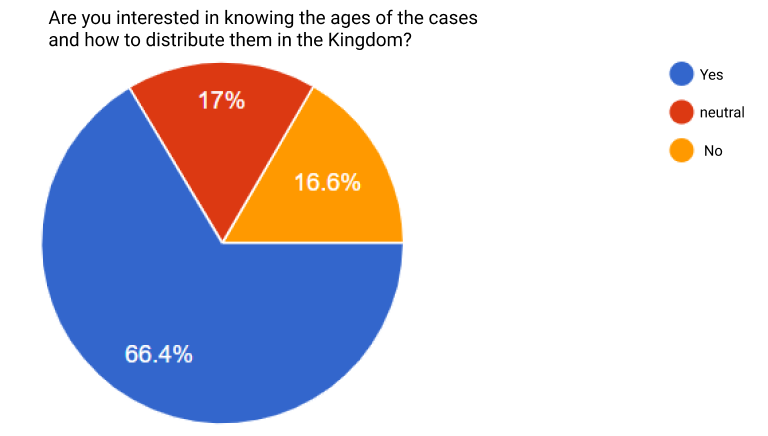 Are you interested in knowing the ages of the cases
and how to distribute them in the Kingdom?
Yes
neutral
No
17%
16.6%
66.4%